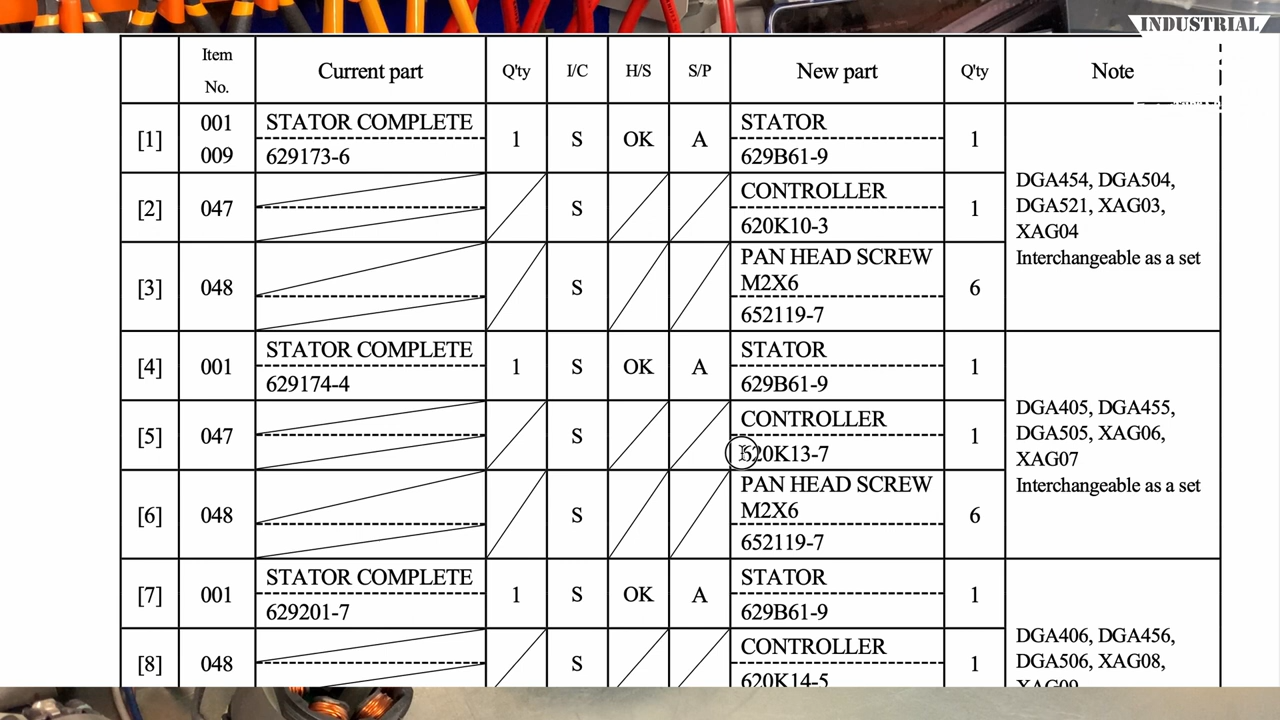 INDUSTRIAL
Item No. Current part Q'ty I/C H/S S/P New part Q'ty Note
[1] 001 009 STATOR COMPLETE 629173-6 1 S OK A STATOR 629B61-9 1
DGA454, DGA504,
DGA521, XAG03,
XAG04
Interchangeable as a set
[2] 047 S CONTROLLER 620K10-3 1
[3] 048 S PAN HEAD SCREW M2X6 652119-7 6
[4] 001 STATOR COMPLETE 629174-4 1 S OK A STATOR 629B61-9 1
DGA405, DGA455,
DGA505, XAG06,
XAG07
Interchangeable as a set
[5] 047 S CONTROLLER 620K13-7 1
[6] 048 S PAN HEAD SCREW M2X6 652119-7 6
[7] 001 STATOR COMPLETE 629201-7 1 S OK A STATOR 629B61-9 1
DGA406, DGA456,
DGA506, XAG08,
XAG09
[8] 048 S CONTROLLER 620K14-5 1